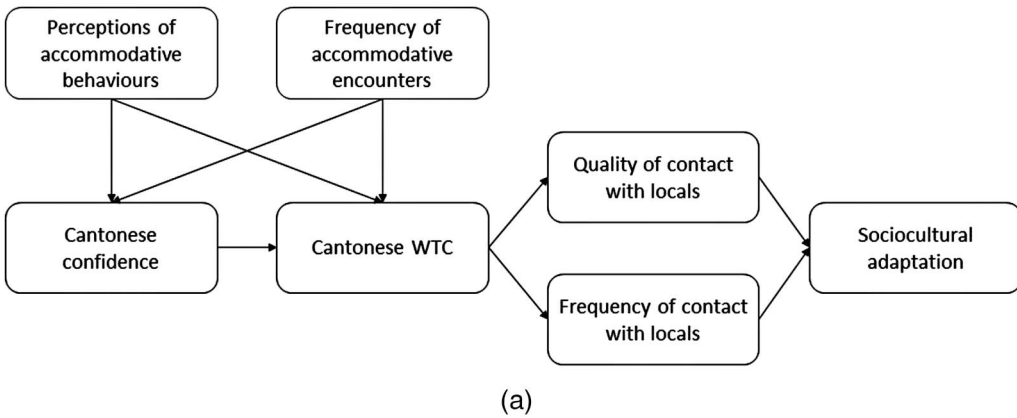 Perceptions of
accommodative
behaviours
Frequency of
accommodative
encounters
Cantonese
confidence
Cantonese WTC
Quality of contact
with locals
Frequency of contact
with locals
Sociocultural
adaptation
(a)